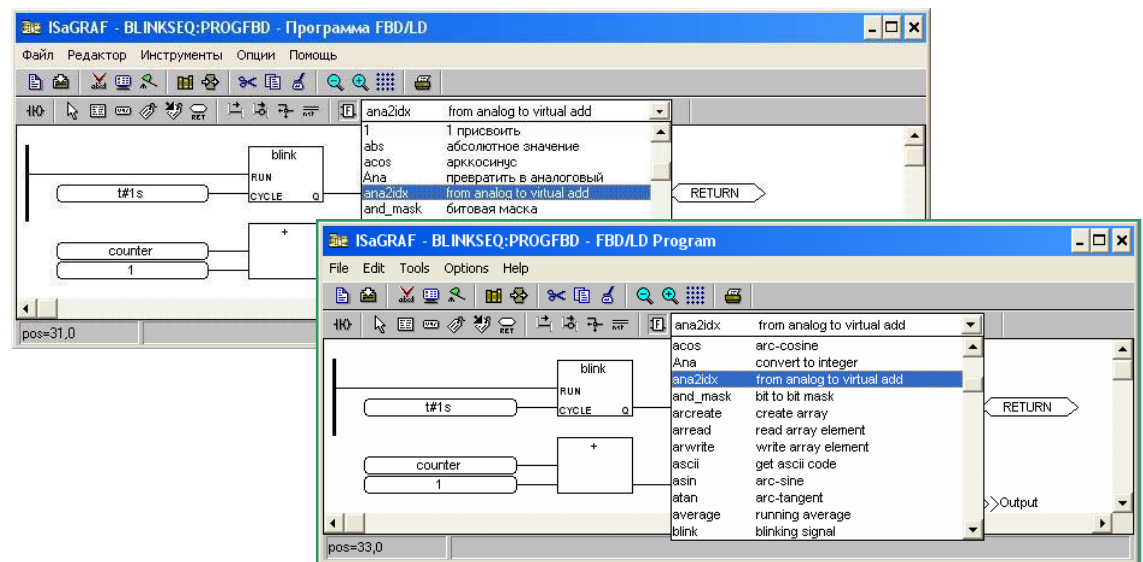 ISaGRAF - BLINKSEQ:PROGFBD - Программа FBD/LD
Файл Редактор Инструменты Опции Помощь
RET
ana2idx from analog to virtual add
1 1 присвоить
abs абсолютное значение
acos арккосинус
Ana превратить в аналоговый
ana2idx from analog to virtual add
and_mask битовая маска
blink
RUN
t#1s
CYCLE Q
RETURN
+
counter
1
pos=31,0
ISaGRAF - BLINKSEQ:PROGFBD - FBD/LD Program
File Edit Tools Options Help
RET
ana2idx from analog to virtual add
acos arc-cosine
Ana convert to integer
ana2idx from analog to virtual add
and_mask bit to bit mask
arcreate create array
arread read array element
arwrite write array element
ascii get ascii code
asin arc-sine
atan arc-tangent
average running average
blink blinking signal
blink
RUN
t#1s
CYCLE Q
RETURN
+
counter
1
>>Output
pos=33,0